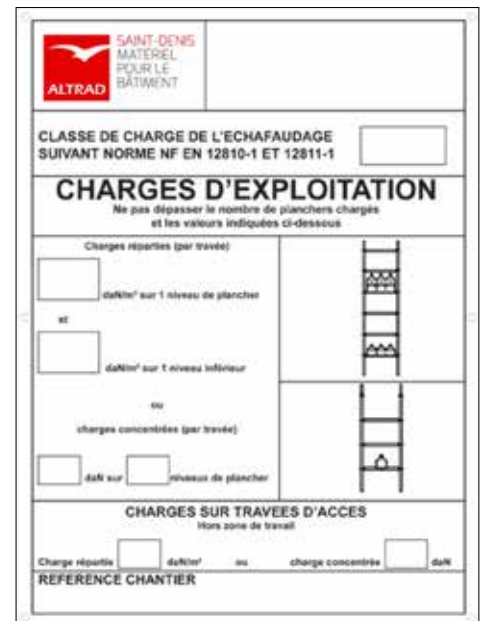 SAINT-DENIS
MATÉRIEL
POUR LE
BÂTIMENT
ALTRAD
CLASSE DE CHARGE DE L'ECHAFAUDAGE
SUIVANT NORME NF EN 12810-1 ET 12811-1
CHARGES D'EXPLOITATION
Ne pas dépasser le nombre de planchers chargés
et les valeurs indiquées ci-dessous
Charges réparties (par travée)
daN/m² sur 1 niveau de plancher
et
daN/m² sur 1 niveau inférieur
ou
charges concentrées (par travée)
daN sur niveaux de plancher
CHARGES SUR TRAVEES D'ACCES
Hors zone de travail
Charge répartie daN/m² ou charge concentrée daN
REFERENCE CHANTIER